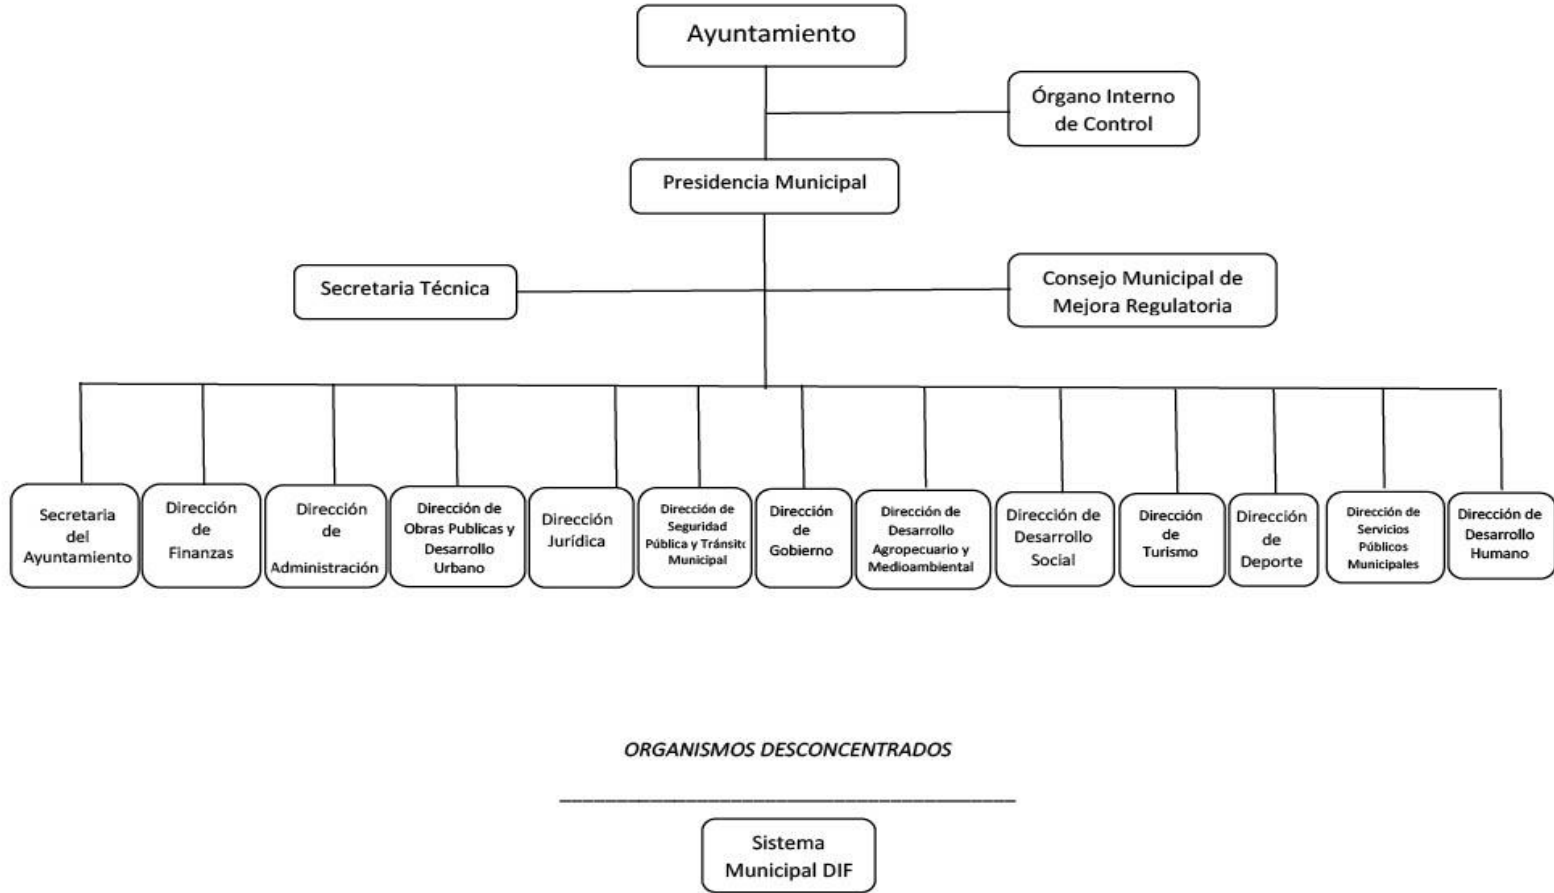 Ayuntamiento
Órgano Interno
de Control
Presidencia Municipal
Secretaria Técnica
Consejo Municipal de
Mejora Regulatoria
Secretaria
del
Ayuntamiento
Dirección
de
Finanzas
Dirección
de
Administración
Dirección de
Obras Publicas y
Desarrollo
Urbano
Dirección
Jurídica
Dirección de
Seguridad
Pública y Tránsito
Municipal
Dirección
de
Gobierno
Dirección de
Desarrollo
Agropecuario y
Medioambiental
Dirección de
Desarrollo
Social
Dirección
de
Turismo
Dirección
de
Deporte
Dirección de
Servicios
Públicos
Municipales
Dirección de
Desarrollo
Humano
ORGANISMOS DESCONCENTRADOS
Sistema
Municipal DIF